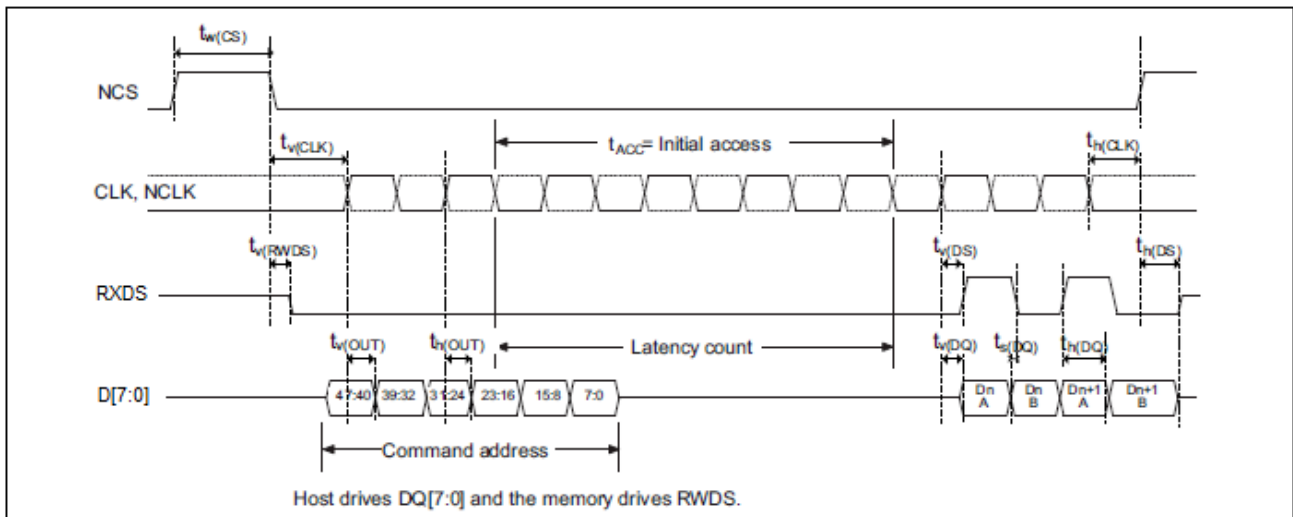 tw(CS)
NCS
tv(CLK)
tACC= Initial access
th(CLK)
CLK, NCLK
tv(RWDS)
tv(DS)
th(DS)
RXDS
tv(OUT)
th(OUT)
Latency count
tv(DQ)
ts(DQ)
th(DQ)
D[7:0]
47:40
39:32
31:24
23:16
15:8
7:0
Dn A
Dn B
Dn+1 A
Dn+1 B
Command address
Host drives DQ[7:0] and the memory drives RWDS.